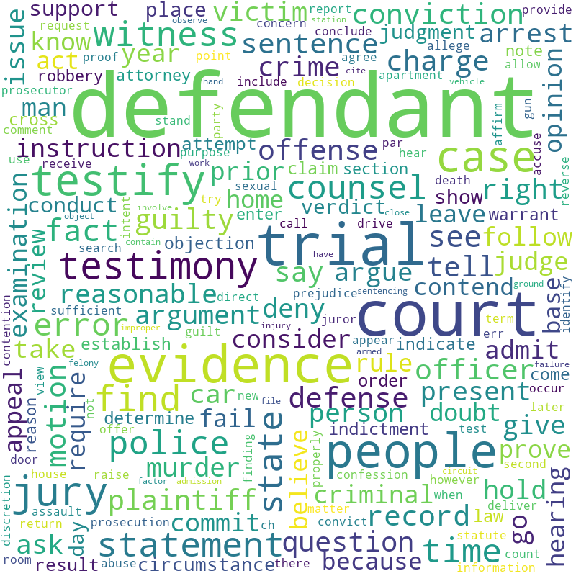 support place victim conviction
request proof observe report concern conclude provide
issue know year witness sentence judgment arrest
act attorney crime charge agree allege note allow
robbery prosecutor point decision apartment vehicle station
man cross comment stand hand party include cite
defendant
gun affirm accuse reverse opinion
instruction attempt offense par hear case
use receive purpose work claim section death
testify prior counsel show right
conduct sexual home verdict leave warrant
examination review fact guilty intent try enter call drive close
object involve contain search objection trial see follow
testimony say argue tell judge
reasonable direct prejudice have sentencing contend ground base identify
sufficient argument deny juror appear indicate term
contention error establish guilt improper injury armed err admit
take consider court
appeal reason view felony evidence rule officer come failure occur
door motion require not offer find car new order present later
determine fail defense person doubt give second
house factor admission finding file indictment test
discretion jury raise police murder state believe properly people prove
return assault plaintiff confession however when circuit hold deliver
room day prosecution commit ch matter criminal record law statute go hearing
ask statement convict question time count
result abuse circumstance there because information